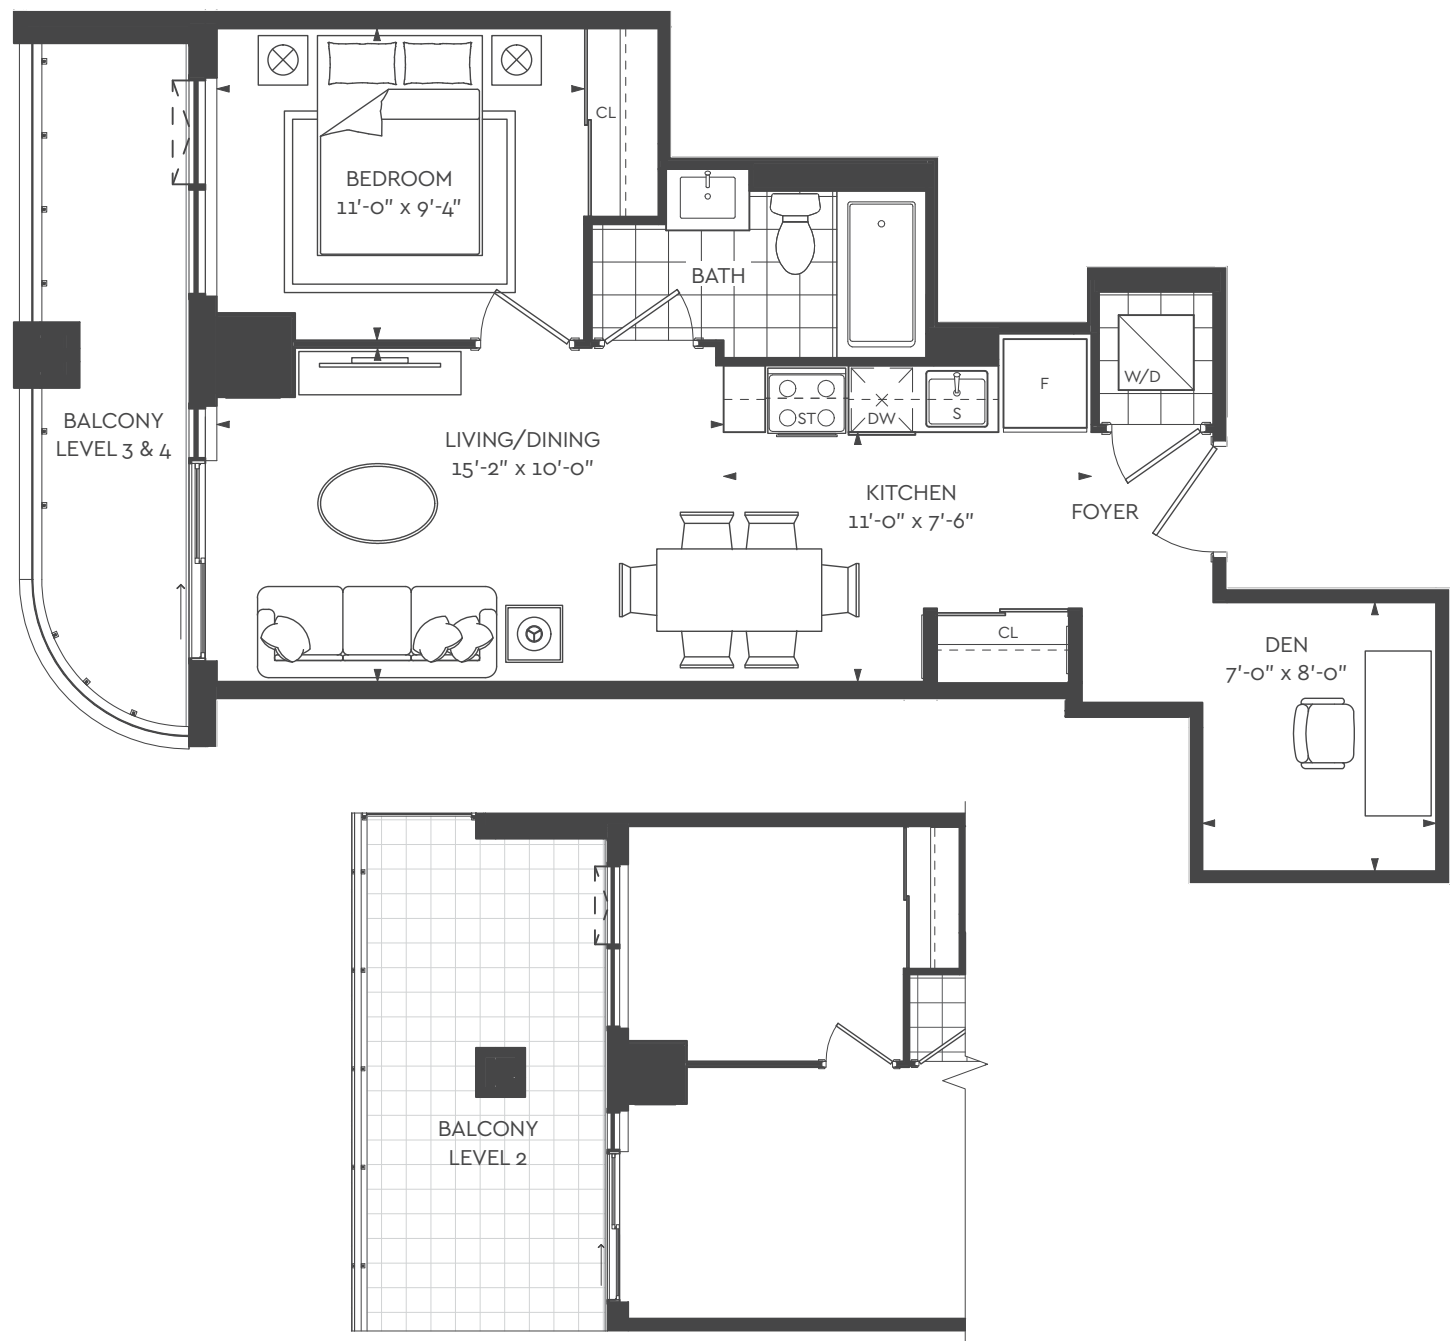 CL
BEDROOM
11'-0" x 9'-4"
BATH
W/D
F
ST
DW
S
BALCONY
LEVEL 3 & 4
LIVING/DINING
15'-2" x 10'-0"
KITCHEN
11'-0" x 7'-6"
FOYER
CL
DEN
7'-0" x 8'-0"
BALCONY
LEVEL 2